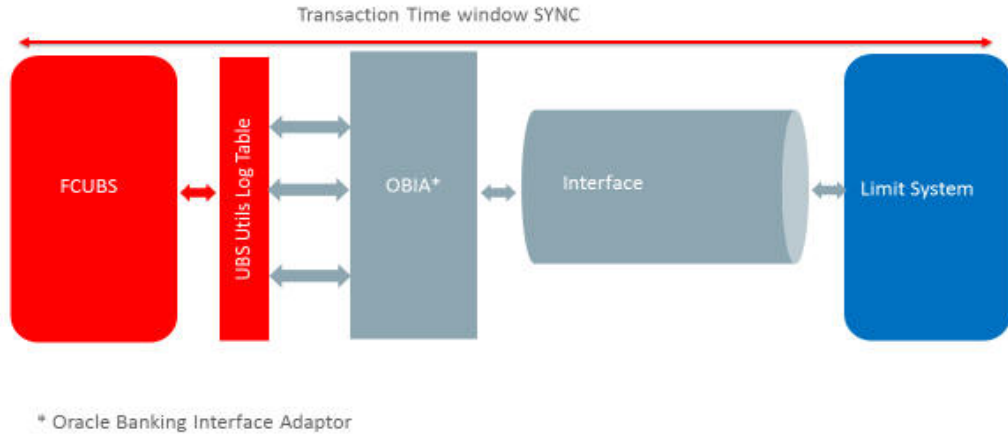 Transaction Time window SYNC
FCUBS
UBS Utils Log Table
OBIA*
Interface
Limit System
* Oracle Banking Interface Adaptor